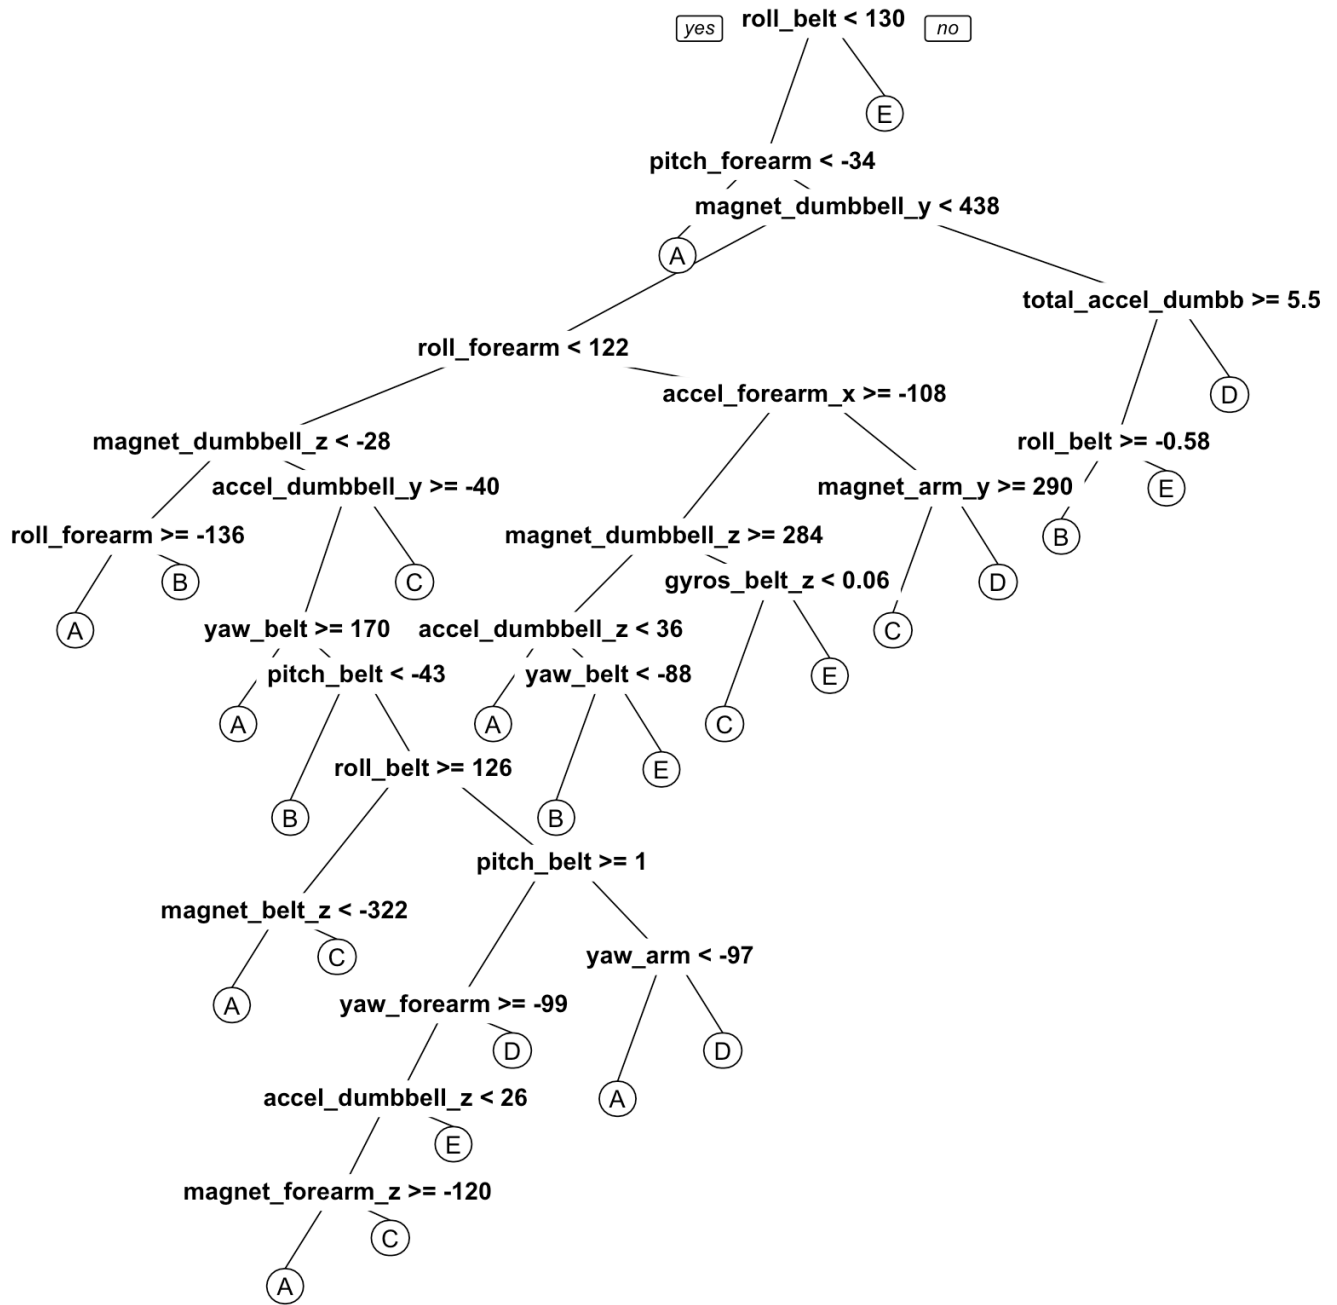 yes roll_belt < 130 no
E
pitch_forearm < -34
magnet_dumbbell_y < 438
A
total_accel_dumbb >= 5.5
roll_forearm < 122
accel_forearm_x >= -108
D
magnet_dumbbell_z < -28
roll_belt >= -0.58
accel_dumbbell_y >= -40
magnet_arm_y >= 290
E
roll_forearm >= -136
magnet_dumbbell_z >= 284
B
B
C
gyros_belt_z < 0.06
D
A
yaw_belt >= 170
accel_dumbbell_z < 36
C
pitch_belt < -43
yaw_belt < -88
E
A
A
C
roll_belt >= 126
E
B
B
pitch_belt >= 1
magnet_belt_z < -322
C
yaw_arm < -97
A
yaw_forearm >= -99
D
D
accel_dumbbell_z < 26
A
E
magnet_forearm_z >= -120
C
A